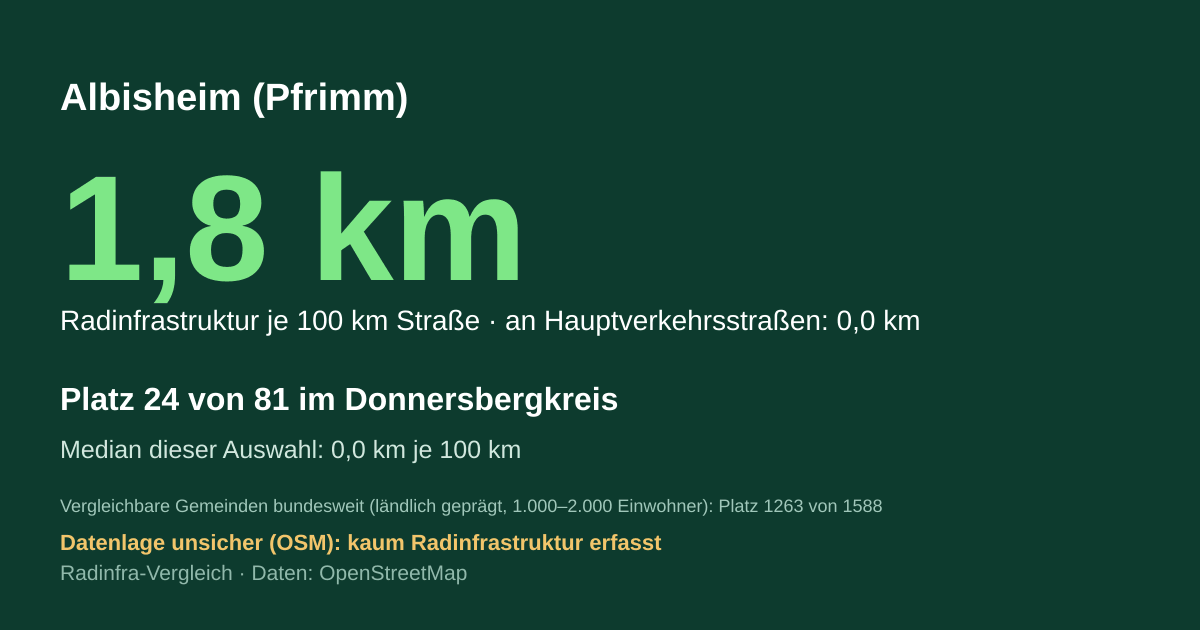 Albisheim (Pfrimm)
1,8 km
Radinfrastruktur je 100 km Straße · an Hauptverkehrsstraßen: 0,0 km
Platz 24 von 81 im Donnersbergkreis
Median dieser Auswahl: 0,0 km je 100 km
Vergleichbare Gemeinden bundesweit (ländlich geprägt, 1.000–2.000 Einwohner): Platz 1263 von 1588
Datenlage unsicher (OSM): kaum Radinfrastruktur erfasst
Radinfra-Vergleich · Daten: OpenStreetMap